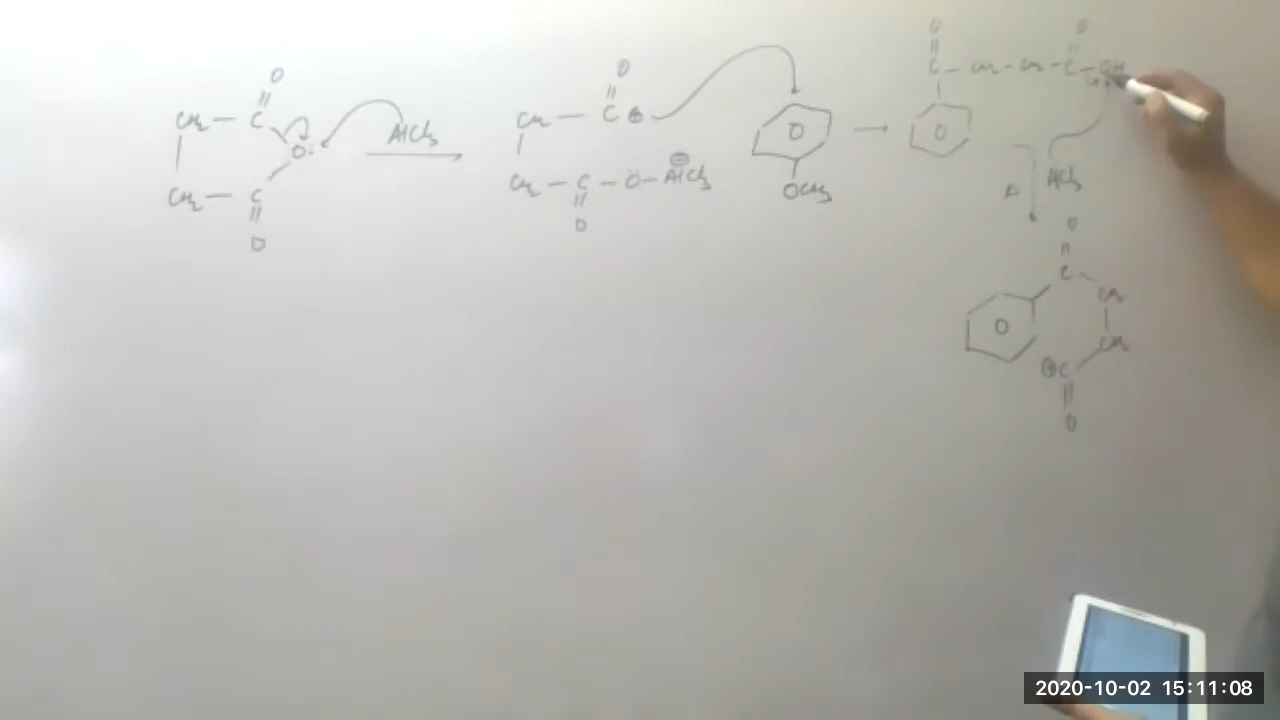 O
||
CH2 — C
O:
AlCl3
CH2 — C
||
O
O
||
CH2 — C ⊕
CH2 — C — O — AlCl3
⊖
||
O
O
OCH3
O
||
C — CH2 — CH2 — C — OH
O
||
O
Δ
AlCl3
O
||
C
CH2
O
CH2
⊕C
||
O
2020-10-02 15:11:08